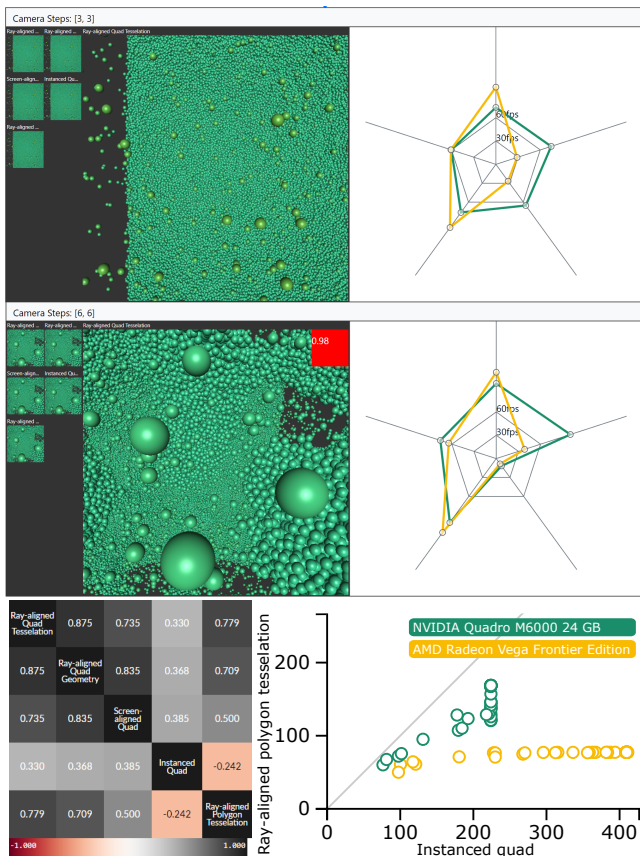 Camera Steps: [3, 3]
Ray-aligned ... Ray-aligned ... Ray-aligned Quad Tesselation
Screen-align... Instanced Qu...
Ray-aligned ...
60fps
30fps
Camera Steps: [6, 6]
Ray-aligned ... Ray-aligned ... Ray-aligned Quad Tesselation
0.98
Screen-align... Instanced Qu...
Ray-aligned ...
60fps
30fps
Ray-aligned
Quad
Tesselation
0.875 0.735 0.330 0.779
0.875
Ray-aligned
Quad
Geometry
0.835 0.368 0.709
0.735 0.835
Screen-
aligned
Quad
0.385 0.500
0.330 0.368 0.385
Instanced
Quad
-0.242
0.779 0.709 0.500 -0.242
Ray-aligned
Polygon
Tesselation
-1.000 1.000
Ray-aligned polygon tesselation
NVIDIA Quadro M6000 24 GB
AMD Radeon Vega Frontier Edition
200
100
0
0 100 200 300 400
Instanced quad